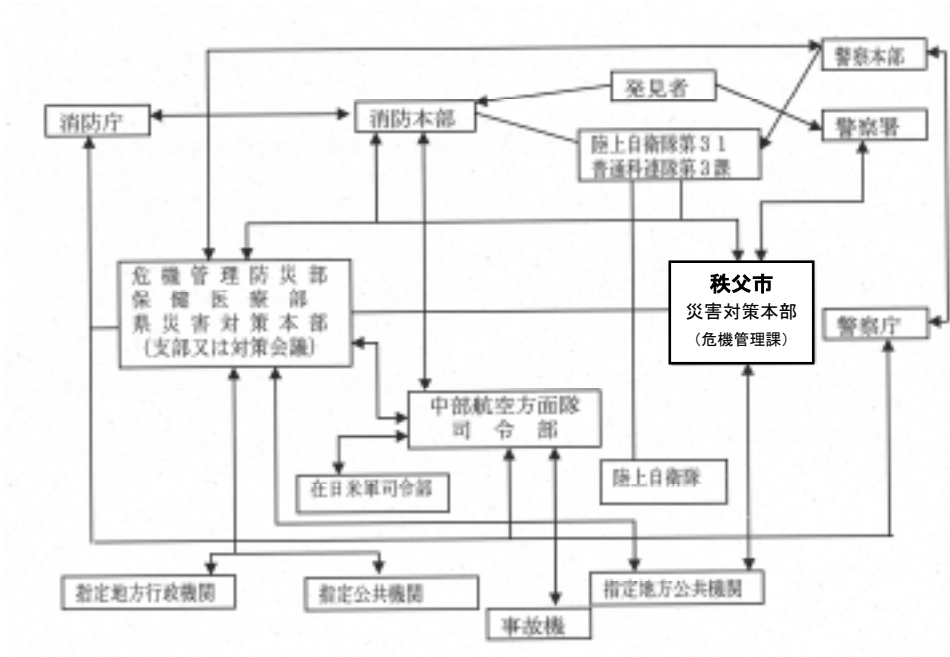 警察本部
発見者
消防庁
消防本部
警察署
陸上自衛隊第31
普通科連隊第3課
危機管理防災部
保健医療部
県災害対策本部
(支部又は対策会議)
秩父市
災害対策本部
(危機管理課)
警察庁
中部航空方面隊
司令部
在日米軍司令部
陸上自衛隊
指定地方行政機関
指定公共機関
指定地方公共機関
事故機